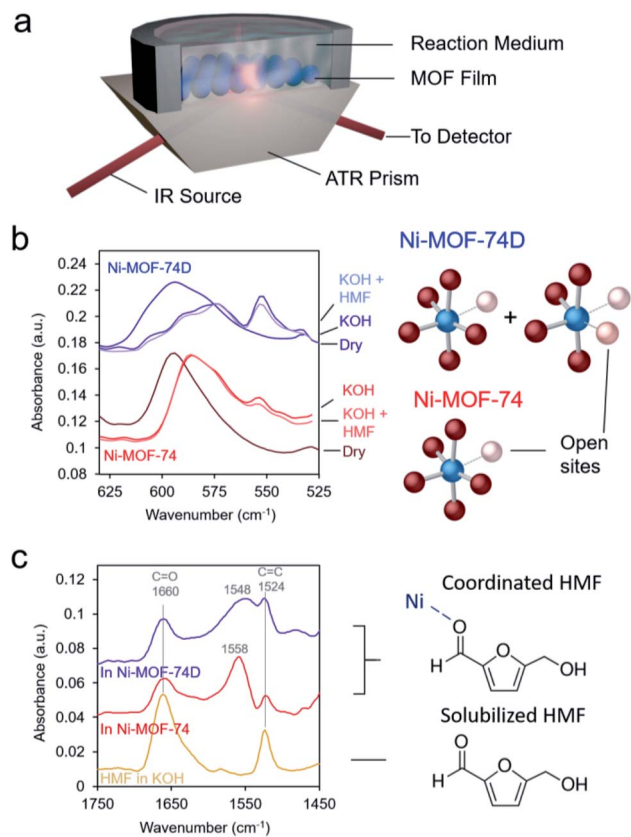 a
Reaction Medium
MOF Film
To Detector
ATR Prism
IR Source
b
Ni-MOF-74D
0.24
0.22
0.2
0.18
0.16
0.14
0.12
0.1
0.08
Absorbance (a.u.)
Ni-MOF-74D
KOH +
HMF
KOH
Dry
KOH
KOH +
HMF
Dry
Ni-MOF-74
625
600
575
550
525
Wavenumber (cm⁻¹)
+
Ni-MOF-74
Open
sites
c
0.12
0.1
0.08
0.06
0.04
0.02
0
Absorbance (a.u.)
C=O
1660
1548
C=C
1524
1558
In Ni-MOF-74D
In Ni-MOF-74
HMF in KOH
1750
1650
1550
1450
Wavenumber (cm⁻¹)
Coordinated HMF
Ni
O
H
O
OH
Solubilized HMF
O
H
O
OH